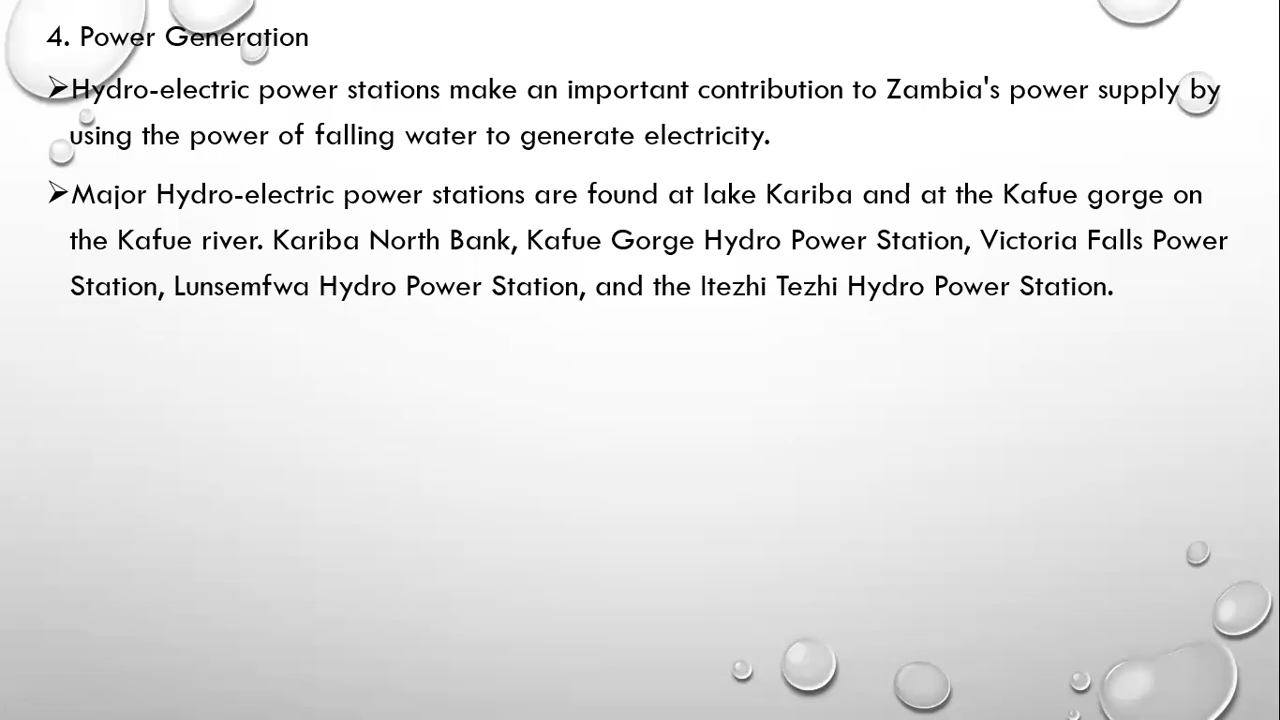 4. Power Generation
➢Hydro-electric power stations make an important contribution to Zambia's power supply by
using the power of falling water to generate electricity.
➢Major Hydro-electric power stations are found at lake Kariba and at the Kafue gorge on
the Kafue river. Kariba North Bank, Kafue Gorge Hydro Power Station, Victoria Falls Power
Station, Lunsemfwa Hydro Power Station, and the Itezhi Tezhi Hydro Power Station.